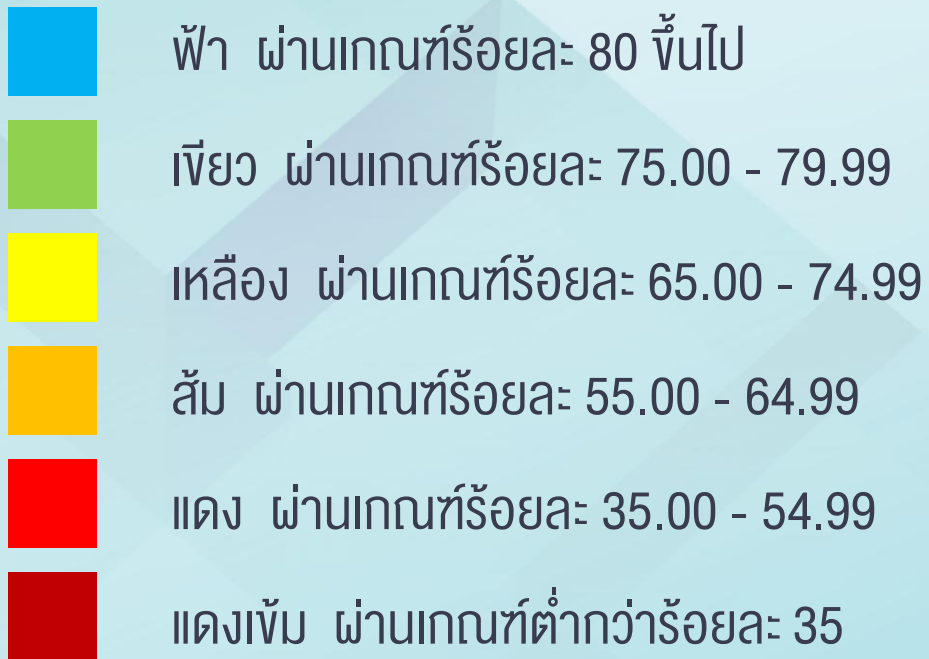 ฟ้า ผ่านเกณฑ์ร้อยละ 80 ขึ้นไป
เขียว ผ่านเกณฑ์ร้อยละ 75.00 - 79.99
เหลือง ผ่านเกณฑ์ร้อยละ 65.00 - 74.99
ส้ม ผ่านเกณฑ์ร้อยละ 55.00 - 64.99
แดง ผ่านเกณฑ์ร้อยละ 35.00 - 54.99
แดงเข้ม ผ่านเกณฑ์ต่ำกว่าร้อยละ 35